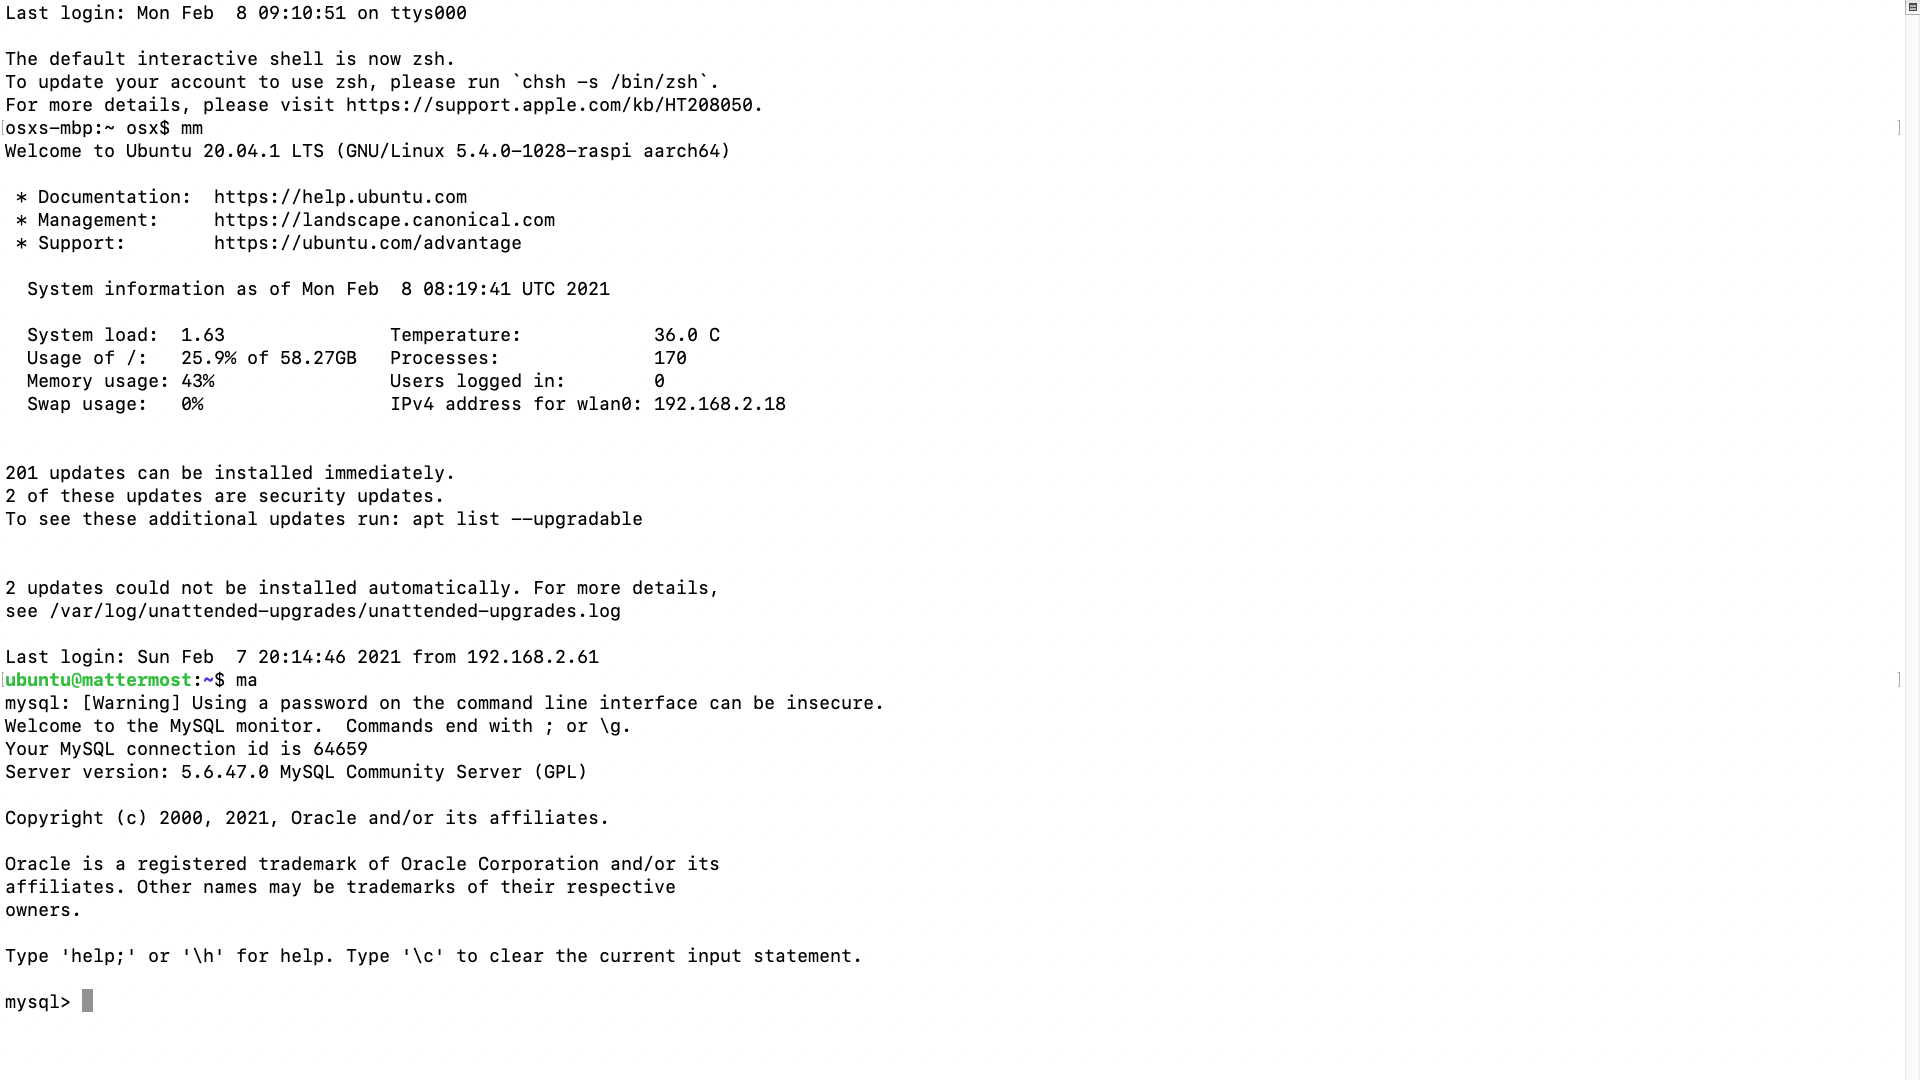 Last login: Mon Feb  8 09:10:51 on ttys000
The default interactive shell is now zsh.
To update your account to use zsh, please run `chsh -s /bin/zsh`.
For more details, please visit https://support.apple.com/kb/HT208050.
[osxs-mbp:~ osx$ mm ]
Welcome to Ubuntu 20.04.1 LTS (GNU/Linux 5.4.0-1028-raspi aarch64)
 * Documentation:  https://help.ubuntu.com
 * Management:     https://landscape.canonical.com
 * Support:        https://ubuntu.com/advantage
  System information as of Mon Feb  8 08:19:41 UTC 2021
  System load:  1.63               Temperature:            36.0 C
  Usage of /:   25.9% of 58.27GB   Processes:              170
  Memory usage: 43%                Users logged in:        0
  Swap usage:   0%                 IPv4 address for wlan0: 192.168.2.18
201 updates can be installed immediately.
2 of these updates are security updates.
To see these additional updates run: apt list --upgradable
2 updates could not be installed automatically. For more details,
see /var/log/unattended-upgrades/unattended-upgrades.log
Last login: Sun Feb  7 20:14:46 2021 from 192.168.2.61
[ubuntu@mattermost:~$ ma ]
mysql: [Warning] Using a password on the command line interface can be insecure.
Welcome to the MySQL monitor.  Commands end with ; or \g.
Your MySQL connection id is 64659
Server version: 5.6.47.0 MySQL Community Server (GPL)
Copyright (c) 2000, 2021, Oracle and/or its affiliates.
Oracle is a registered trademark of Oracle Corporation and/or its
affiliates. Other names may be trademarks of their respective
owners.
Type 'help;' or '\h' for help. Type '\c' to clear the current input statement.
mysql>